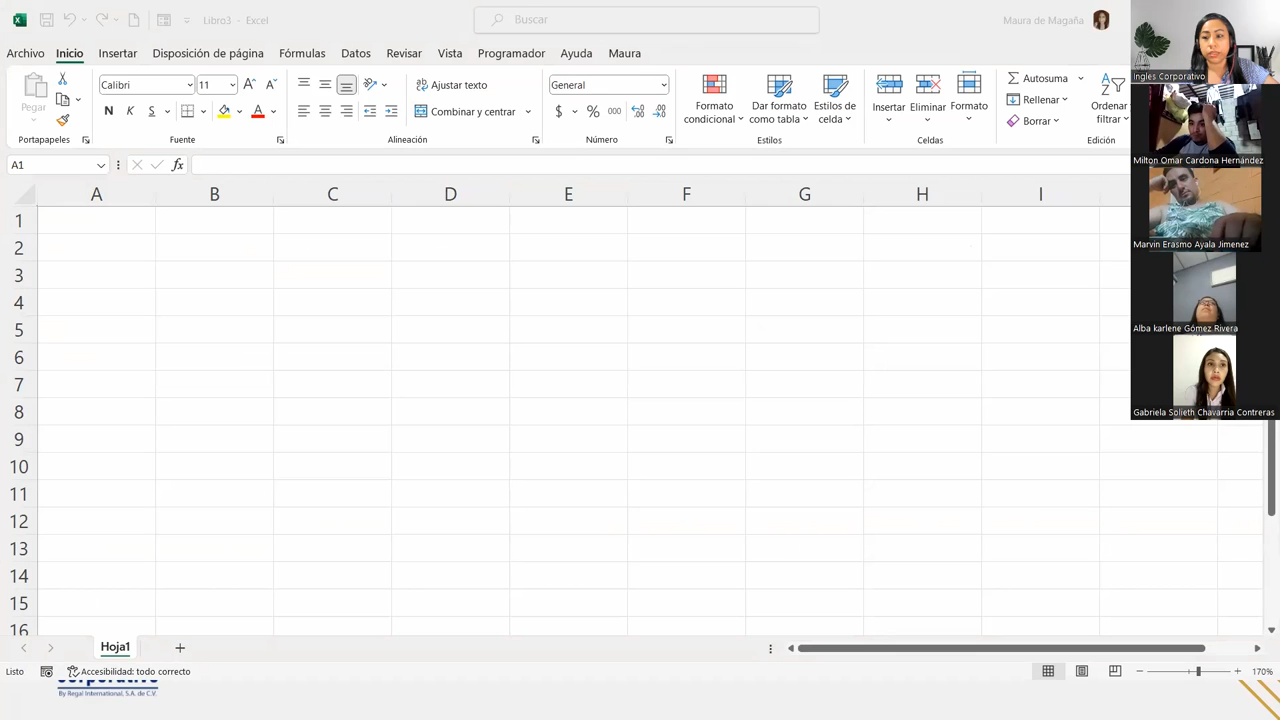 Libro3 - Excel
Buscar
Maura de Magaña
Archivo Inicio Insertar Disposición de página Fórmulas Datos Revisar Vista Programador Ayuda Maura
Pegar
Calibri 11
N K S
Ajustar texto
Combinar y centrar
General
$ % 000
Formato condicional
Dar formato como tabla
Estilos de celda
Insertar
Eliminar
Formato
Autosuma
Rellenar
Borrar
Ordenar
filtrar
Portapapeles Fuente Alineación Número Estilos Celdas Edición
A1
fx
A B C D E F G H I
1
2
3
4
5
6
7
8
9
10
11
12
13
14
15
16
Ingles Corporativo
Milton Omar Cardona Hernández
Marvin Erasmo Ayala Jimenez
Alba karlene Gómez Rivera
Gabriela Solieth Chavarria Contreras
Hoja1
Listo
Accesibilidad: todo correcto
170%
By Regal International, S.A. de C.V.